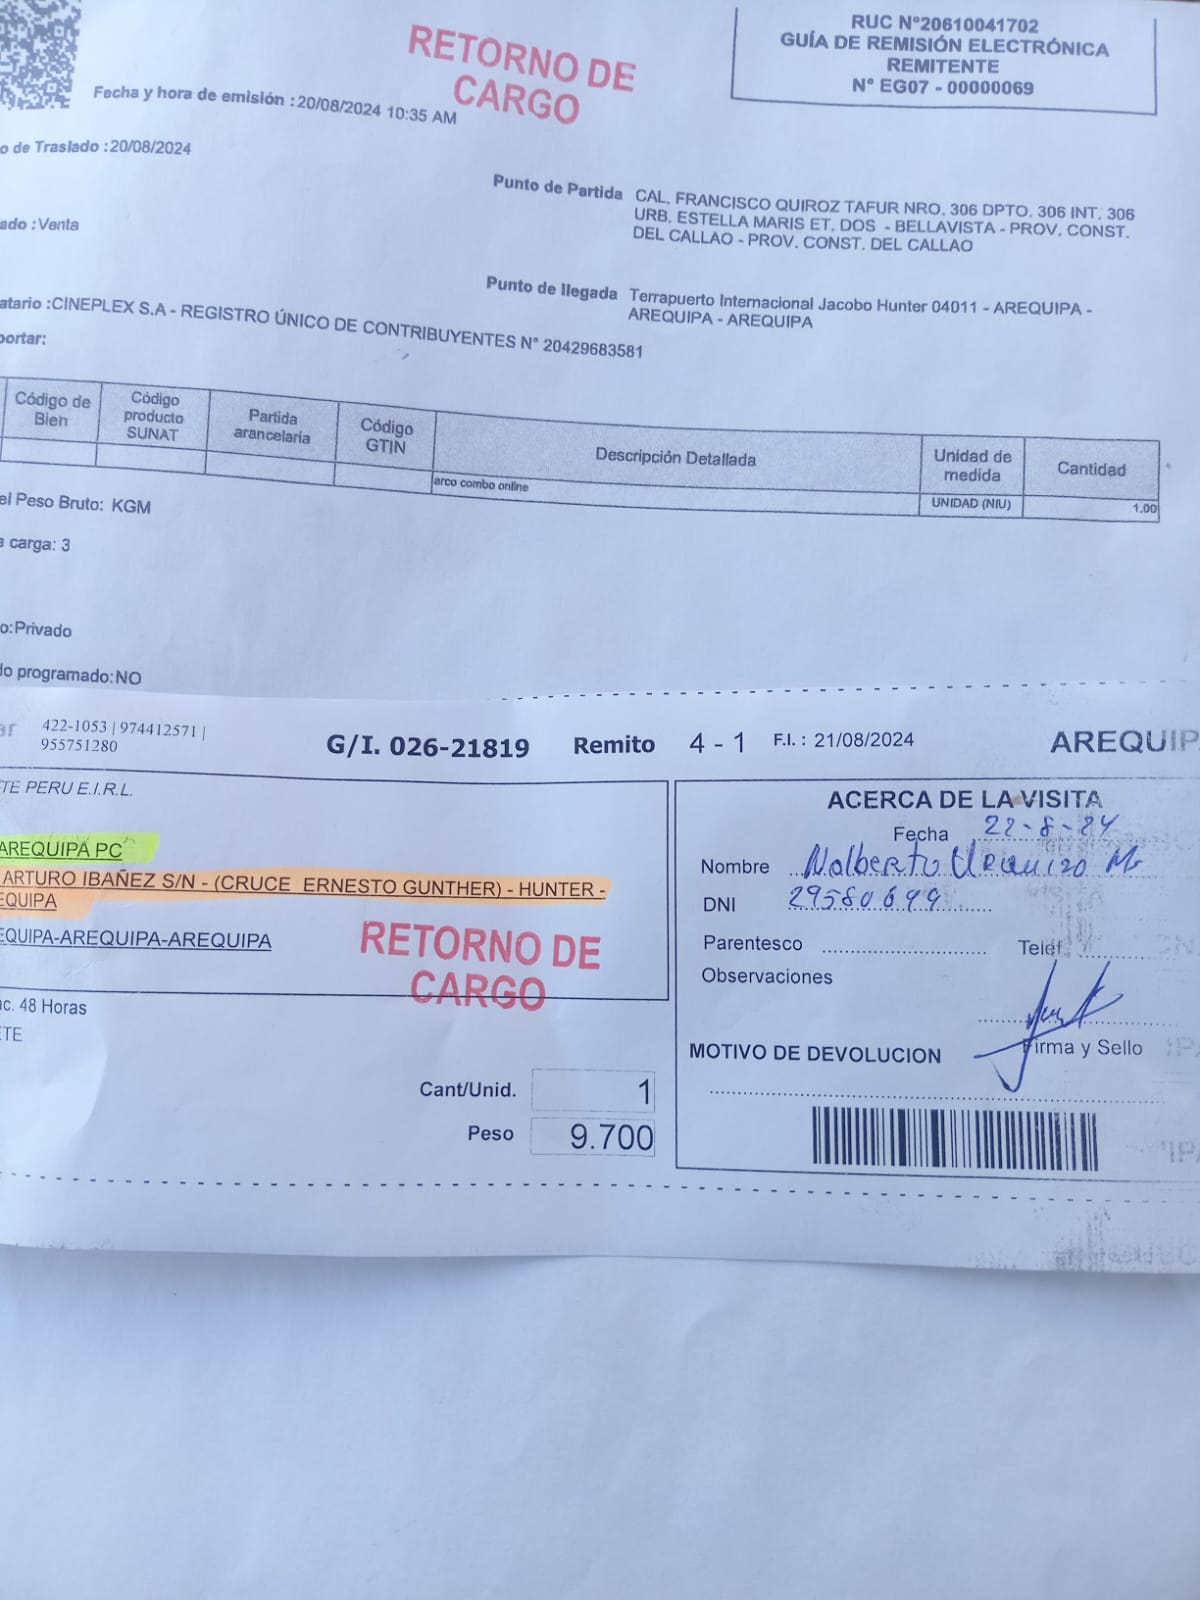 RUC N°20610041702
GUÍA DE REMISIÓN ELECTRÓNICA
REMITENTE
N° EG07 - 00000069
RETORNO DE
CARGO
Fecha y hora de emisión :20/08/2024 10:35 AM
o de Traslado :20/08/2024
Punto de Partida CAL. FRANCISCO QUIROZ TAFUR NRO. 306 DPTO. 306 INT. 306
URB. ESTELLA MARIS ET. DOS - BELLAVISTA - PROV. CONST.
DEL CALLAO - PROV. CONST. DEL CALLAO
ado :Venta
Punto de llegada Terrapuerto Internacional Jacobo Hunter 04011 - AREQUIPA -
AREQUIPA - AREQUIPA
atario :CINEPLEX S.A - REGISTRO ÚNICO DE CONTRIBUYENTES N° 20429683581
portar:
Código de
Bien
Código
producto
SUNAT
Partida
arancelaria
Código
GTIN
Descripción Detallada
Unidad de
medida
Cantidad
arco combo online
UNIDAD (NIU)
1.00
el Peso Bruto: KGM
a carga: 3
o:Privado
do programado:NO
ar 422-1053 | 974412571 |
955751280
G/I. 026-21819 Remito 4 - 1 F.I. : 21/08/2024 AREQUIP
TE PERU E.I.R.L.
AREQUIPA PC
ARTURO IBAÑEZ S/N - (CRUCE ERNESTO GUNTHER) - HUNTER -
EQUIPA
EQUIPA-AREQUIPA-AREQUIPA
RETORNO DE
CARGO
ac. 48 Horas
ETE
Cant/Unid. 1
Peso 9.700
ACERCA DE LA VISITA
Fecha 22-8-24
Nombre Nalberto Urquizo
DNI 29580699
Parentesco
Teléf.
Observaciones
Firma y Sello
MOTIVO DE DEVOLUCION